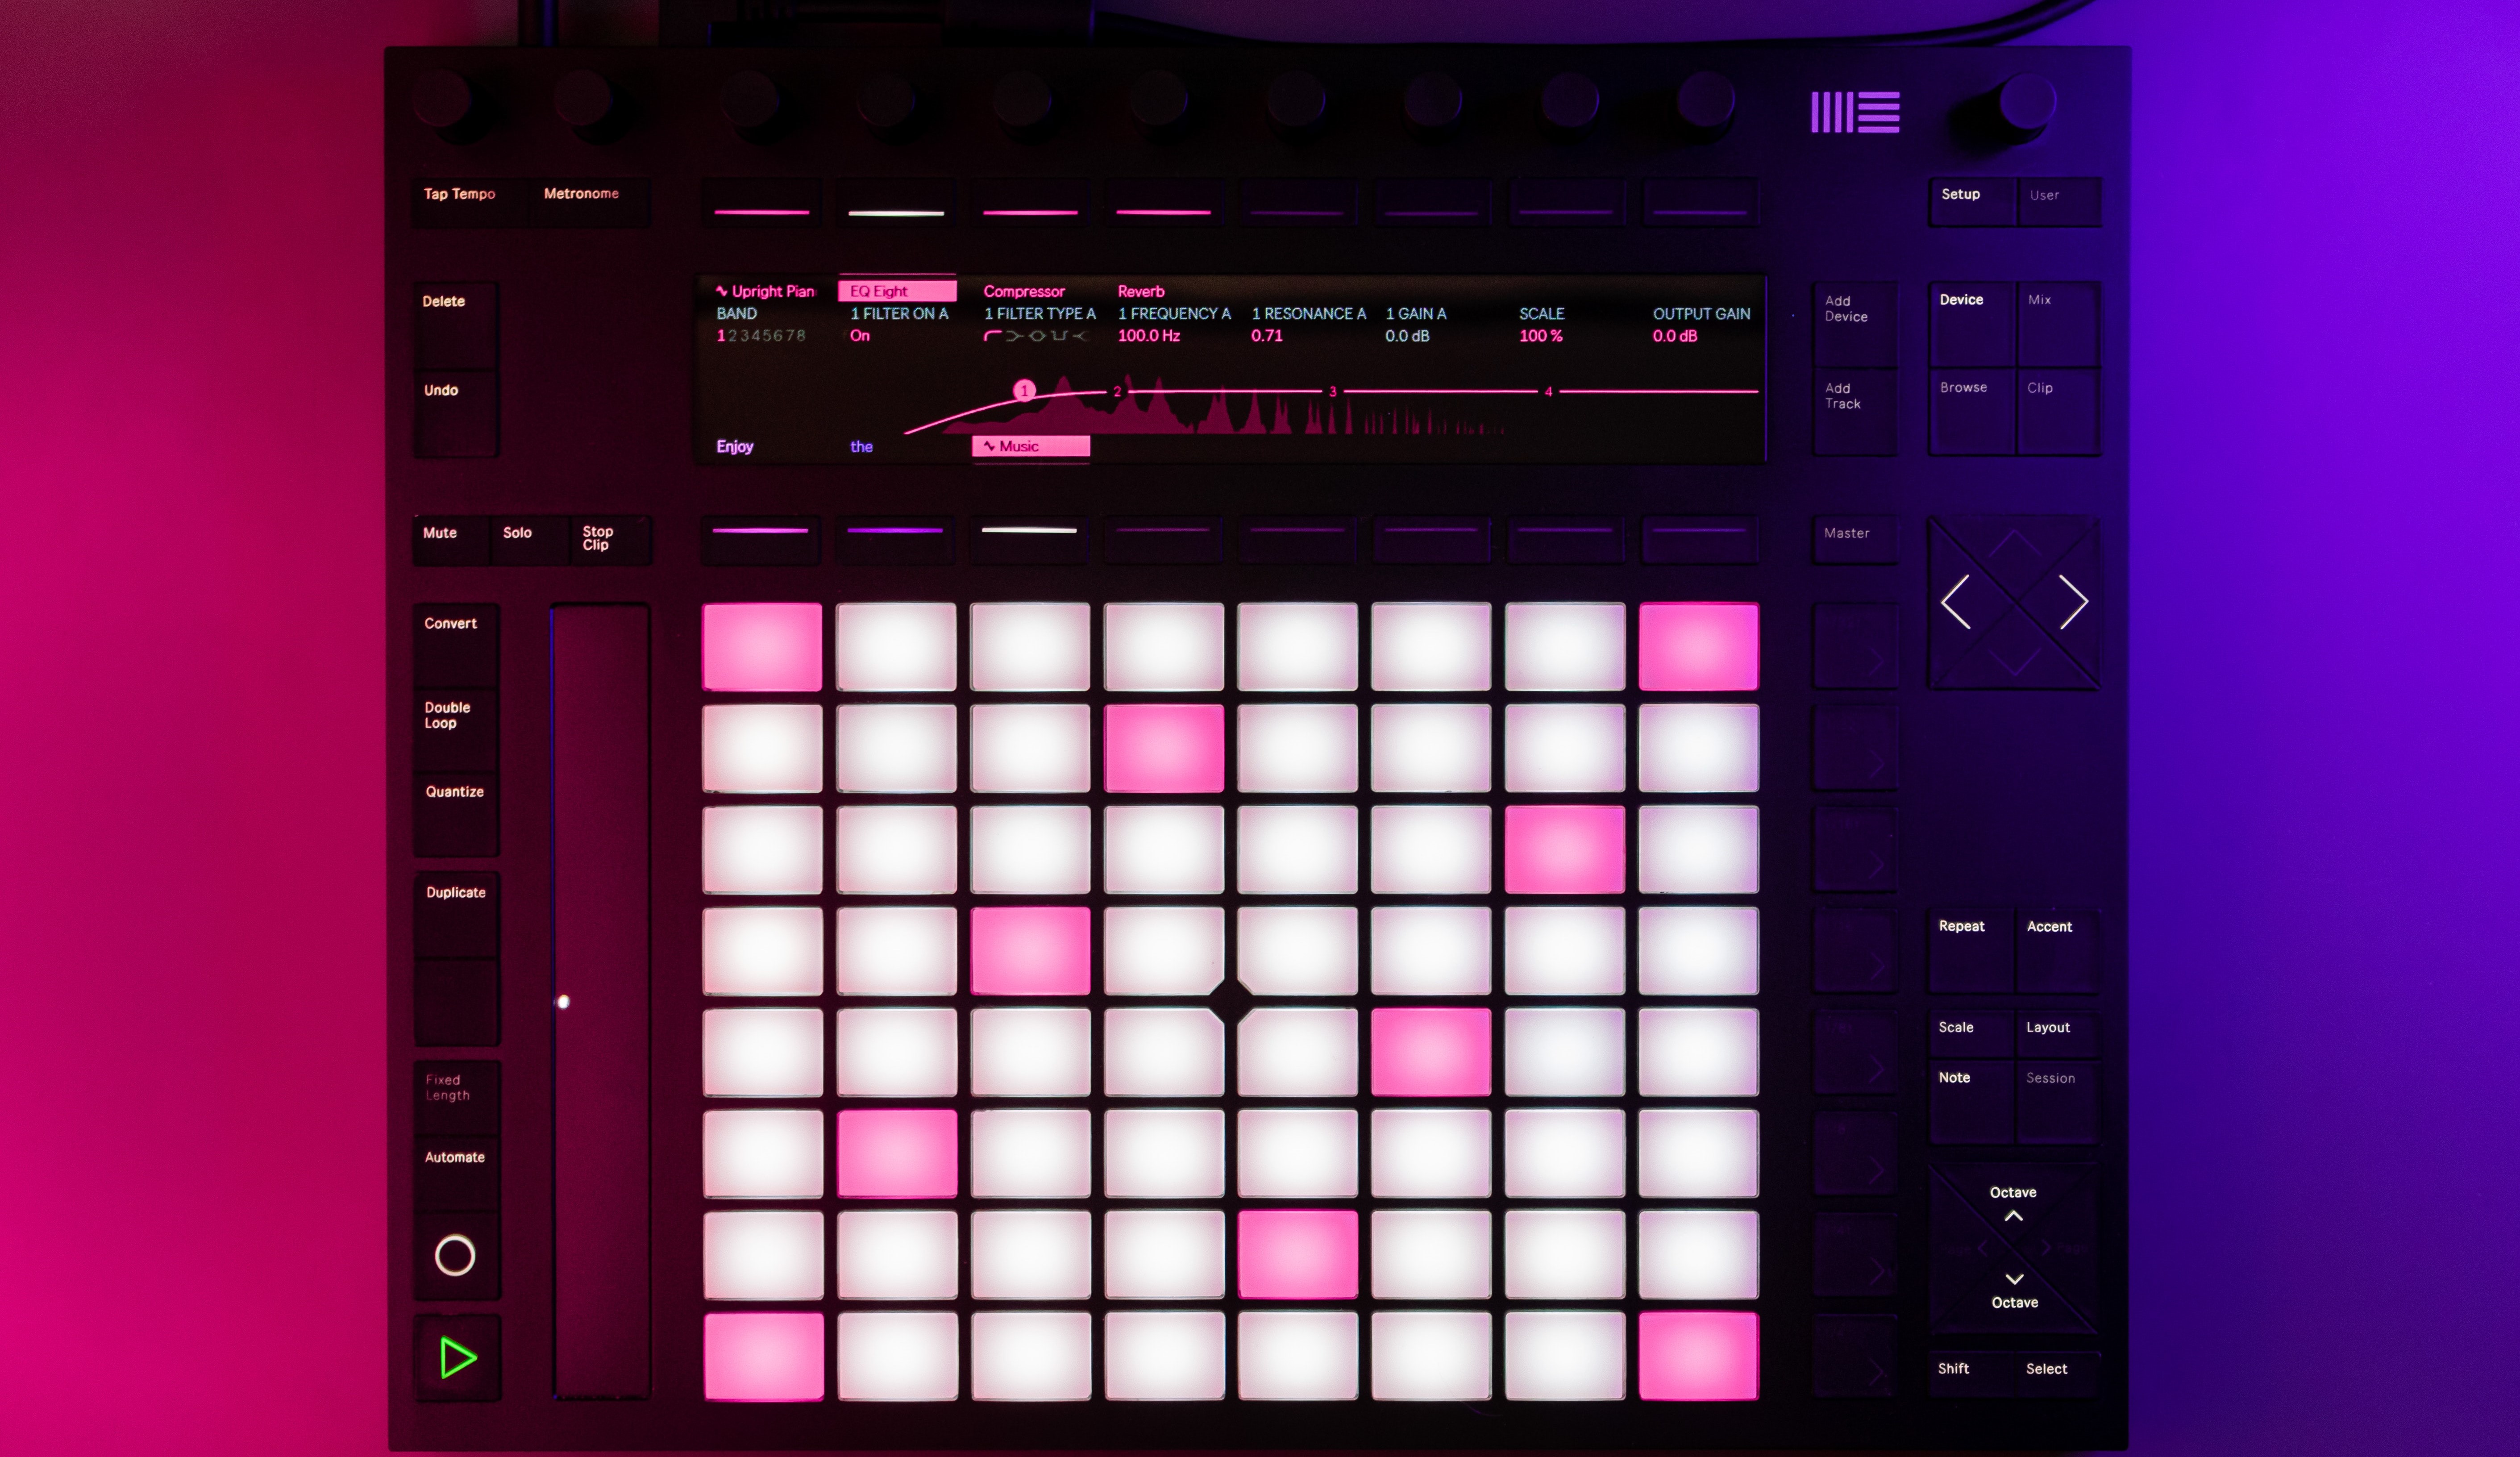 Tap Tempo Metronome Setup User
Delete
Undo
Upright Pian EQ Eight Compressor Reverb
BAND 1 FILTER ON A 1 FILTER TYPE A 1 FREQUENCY A 1 RESONANCE A 1 GAIN A SCALE OUTPUT GAIN
12345678 On 100.0 Hz 0.71 0.0 dB 100 % 0.0 dB
1 2 3 4
Enjoy the Music
Add Device
Add Track
Device Mix
Browse Clip
Mute Solo Stop Clip
Master
Convert
Double
Loop
Quantize
Duplicate
Fixed
Length
Automate
Repeat Accent
Scale Layout
Note Session
Octave
Octave
Shift Select